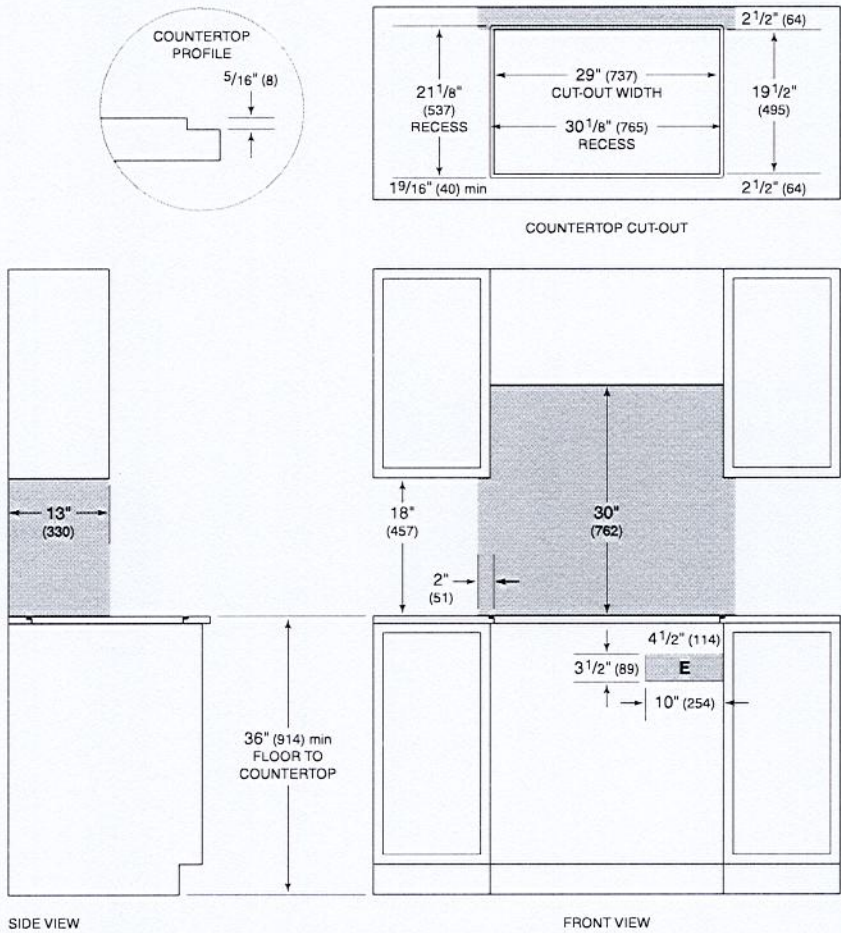 COUNTERTOP
PROFILE
5/16" (8)
2 1/2" (64)
21 1/8"
(537)
RECESS
29" (737)
CUT-OUT WIDTH
30 1/8" (765)
RECESS
19 1/2"
(495)
1 9/16" (40) min
2 1/2" (64)
COUNTERTOP CUT-OUT
13"
(330)
18"
(457)
30"
(762)
2"
(51)
4 1/2" (114)
3 1/2" (89)
E
10" (254)
36" (914) min
FLOOR TO
COUNTERTOP
SIDE VIEW
FRONT VIEW